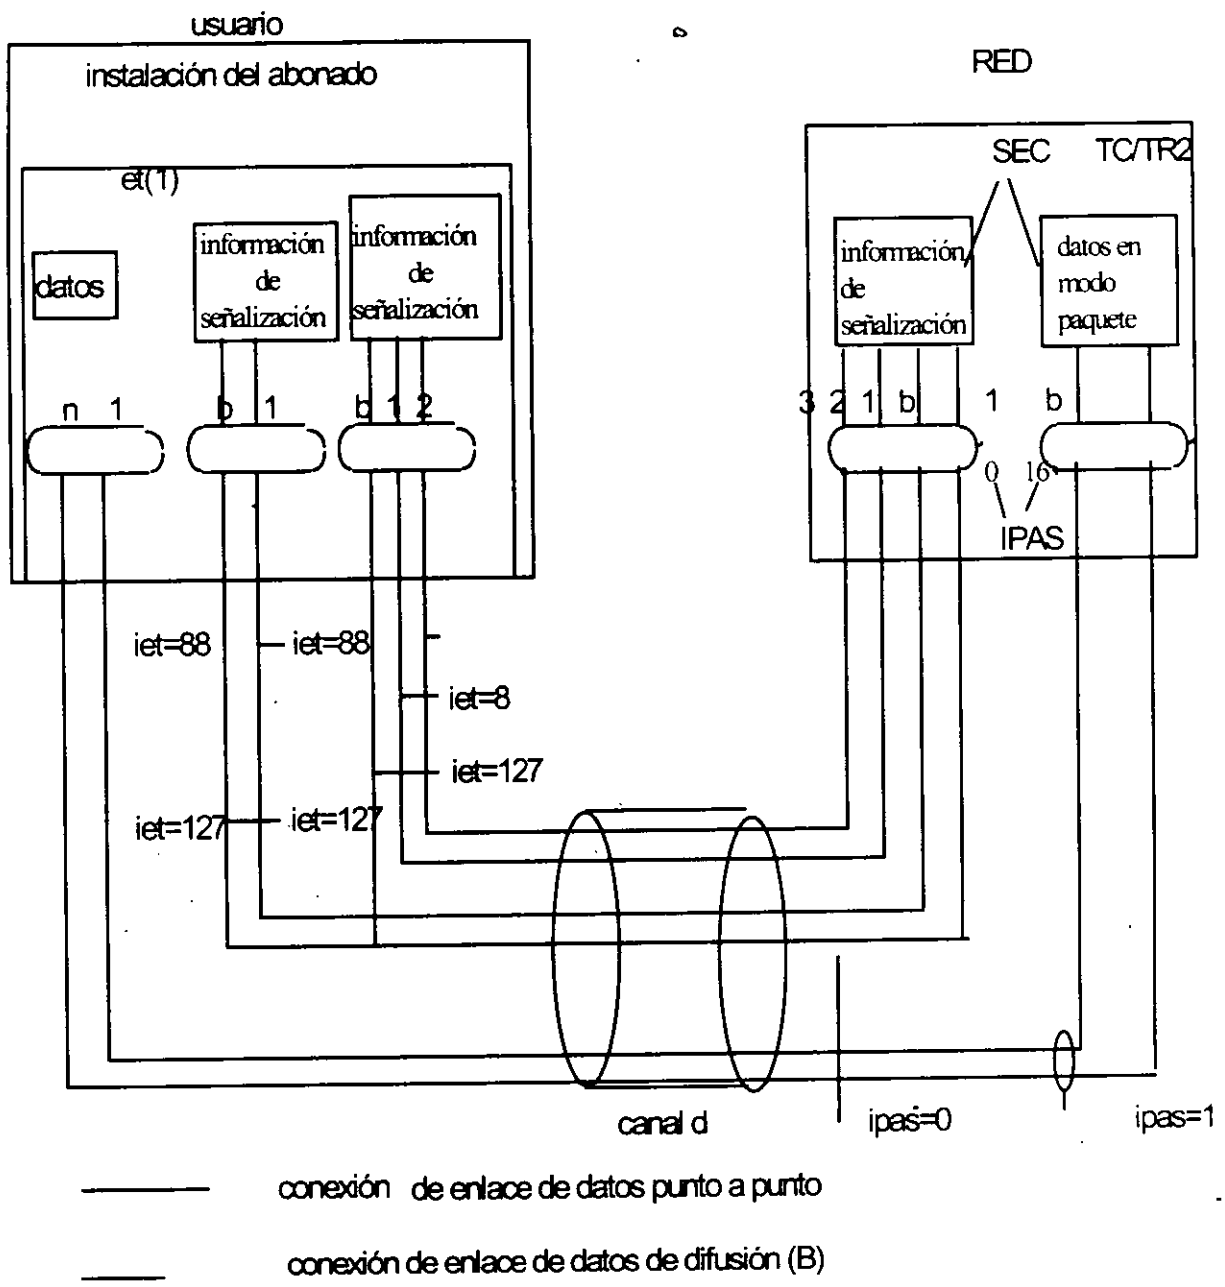 usuario
instalación del abonado
RED
et(1)
SEC TC/TR2
datos
información
de
señalización
información
de
señalización
información
de
señalización
datos en
modo
paquete
n 1
b 1
b 1 2
3 2 1 b
1 b
0 16
IPAS
iet=88
iet=88
iet=8
iet=127
iet=127
iet=127
canal d
ipas=0
ipas=1
conexión de enlace de datos punto a punto
conexión de enlace de datos de difusión (B)